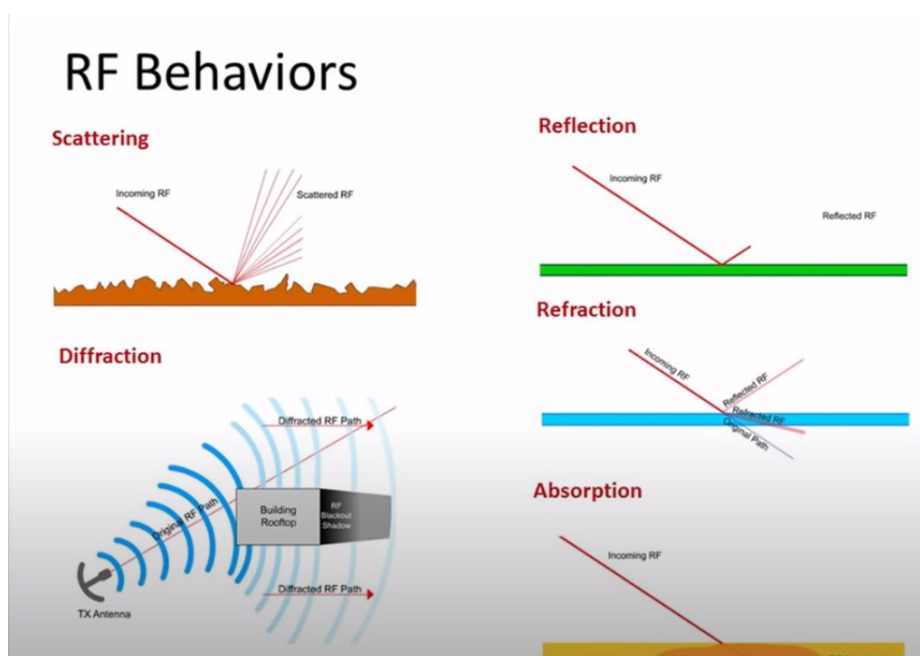 RF Behaviors
Scattering
Incoming RF
Scattered RF
Reflection
Incoming RF
Reflected RF
Refraction
Incoming RF
Reflected RF
Refracted RF
Original Path
Diffraction
Diffracted RF Path
Original RF Path
Building
Rooftop
RF
Blackout
Shadow
Diffracted RF Path
TX Antenna
Absorption
Incoming RF